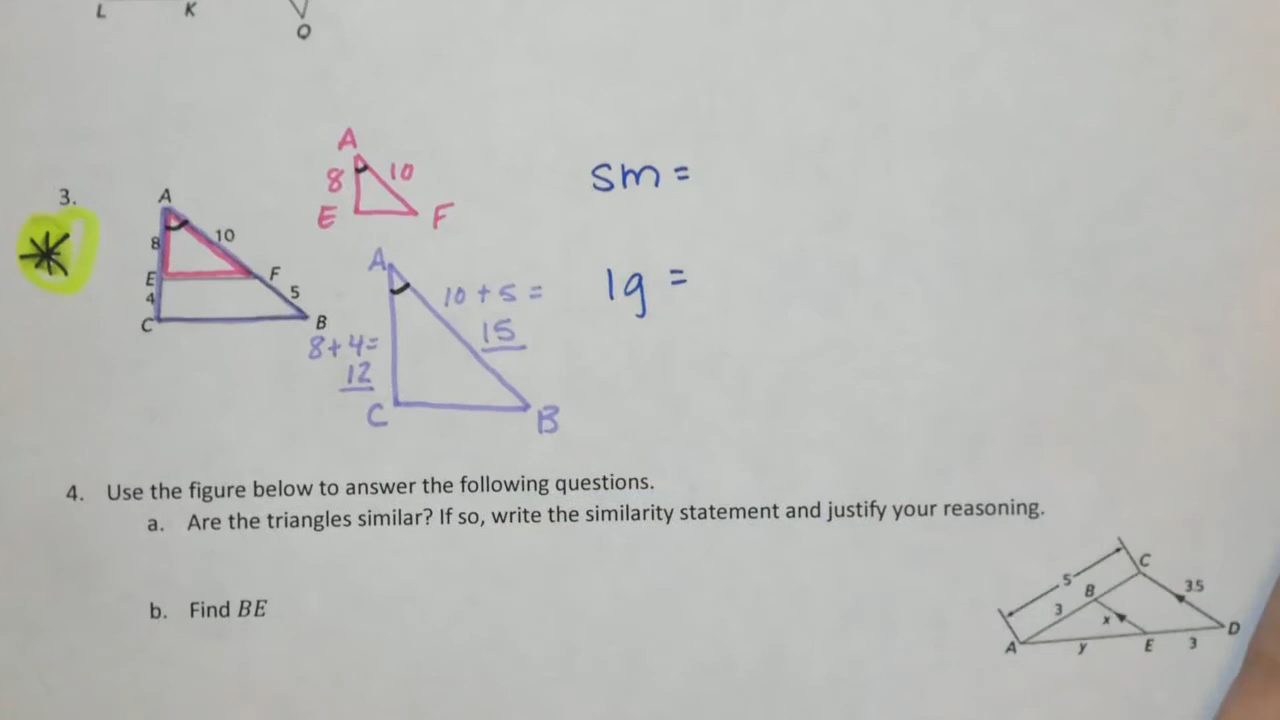 L K
O
3.
A
8 10
E F
4 5
C B
A
8 10
E F
A
10 + 5 =
15
8 + 4 =
12
C B
sm =
lg =
4. Use the figure below to answer the following questions.
a. Are the triangles similar? If so, write the similarity statement and justify your reasoning.
b. Find BE
C
5 B 3.5
3 x D
A y E 3